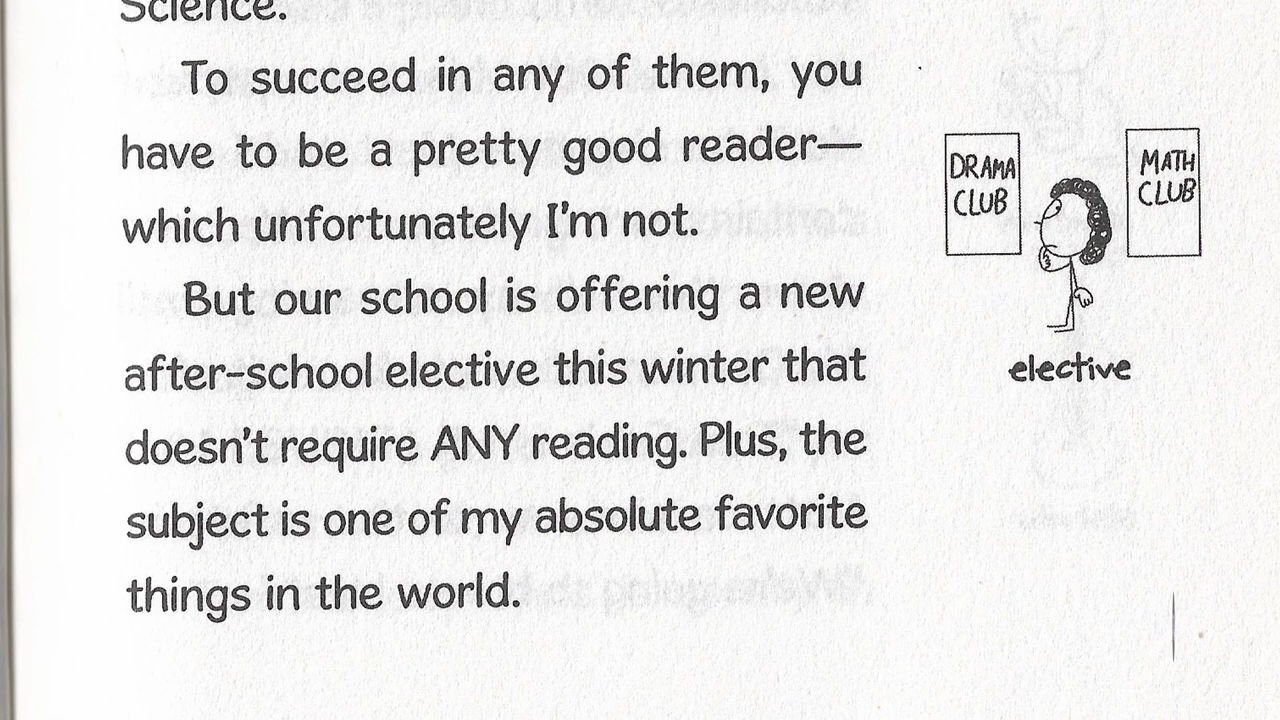 Science.
To succeed in any of them, you
have to be a pretty good reader—
which unfortunately I'm not.
But our school is offering a new
after-school elective this winter that
doesn't require ANY reading. Plus, the
subject is one of my absolute favorite
things in the world.
DRAMA
CLUB
MATH
CLUB
elective